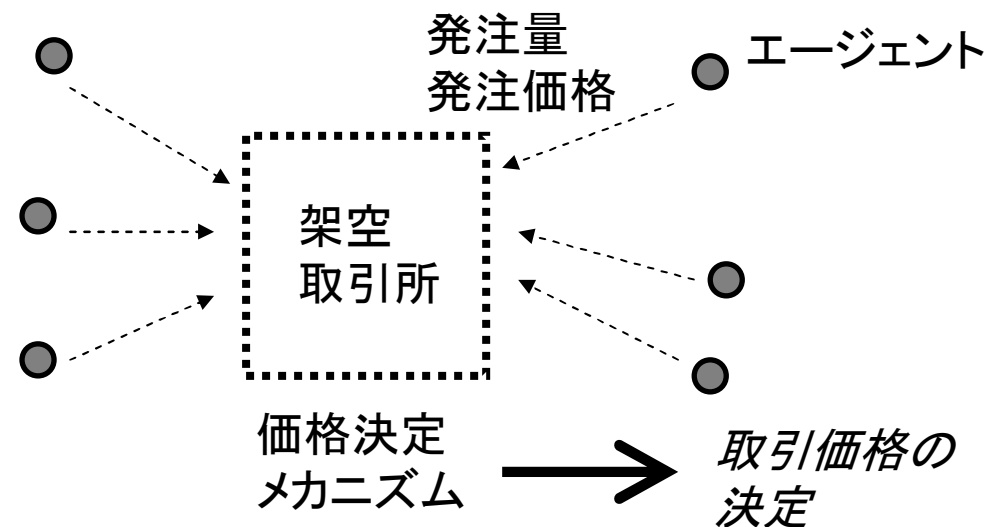 発注量
発注価格
エージェント
架空
取引所
価格決定
メカニズム
取引価格の
決定